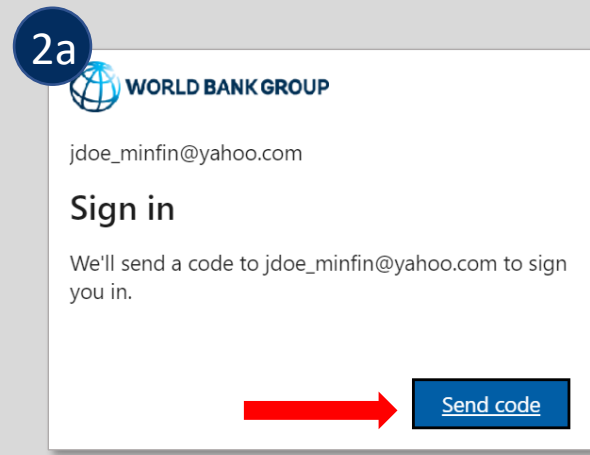 2a
WORLD BANK GROUP
jdoe_minfin@yahoo.com
Sign in
We'll send a code to jdoe_minfin@yahoo.com to sign
you in.
Send code